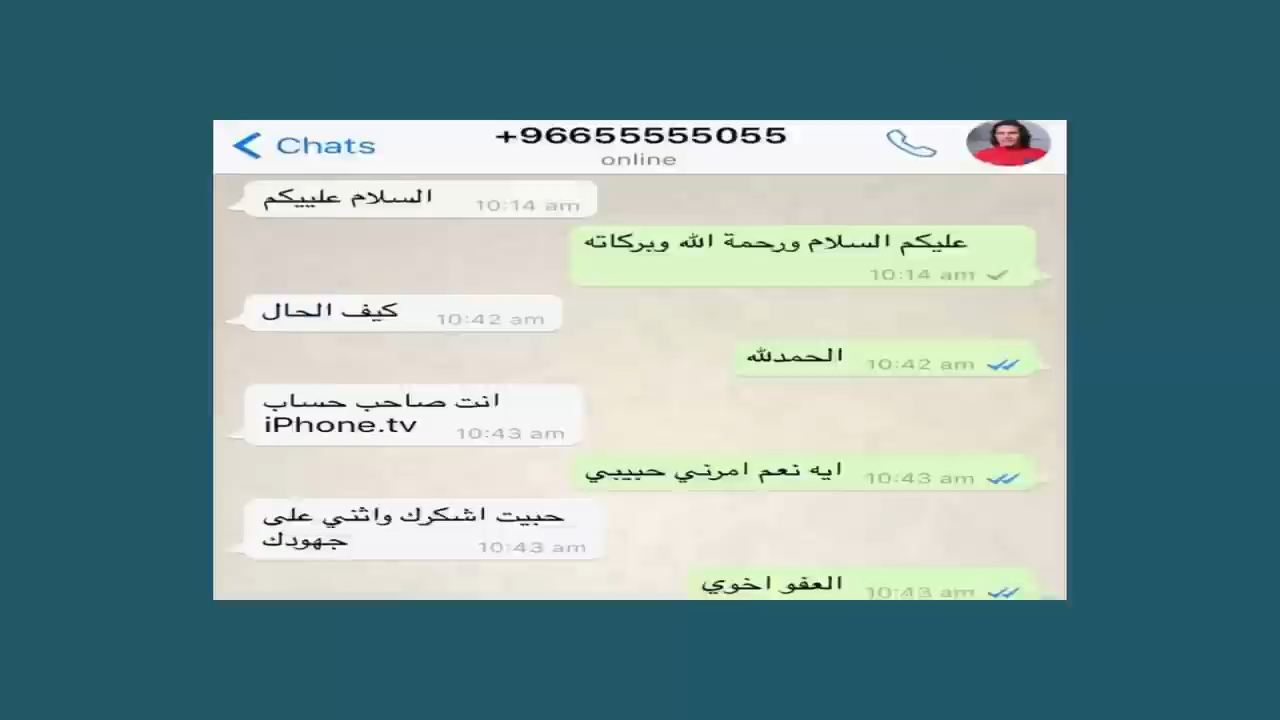 Chats
+96655555055
online
السلام علييكم
10:14 am
عليكم السلام ورحمة الله وبركاته
10:14 am
كيف الحال
10:42 am
الحمدلله
10:42 am
انت صاحب حساب
iPhone.tv
10:43 am
ايه نعم امرني حبيبي
10:43 am
حبيت اشكرك واثني على
جهودك
10:43 am
العفو اخوي
10:43 am